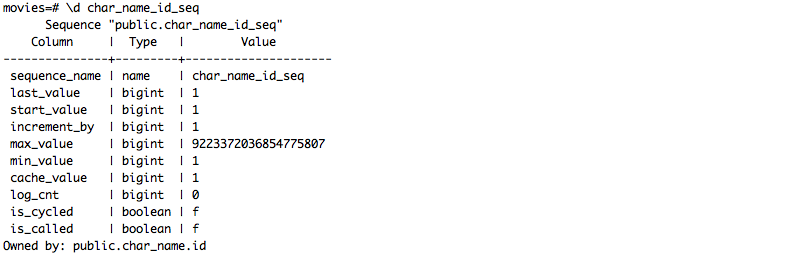 movies=# \d char_name_id_seq
      Sequence "public.char_name_id_seq"
    Column     |  Type   |        Value
---------------+---------+---------------------
 sequence_name | name    | char_name_id_seq
 last_value    | bigint  | 1
 start_value   | bigint  | 1
 increment_by  | bigint  | 1
 max_value     | bigint  | 9223372036854775807
 min_value     | bigint  | 1
 cache_value   | bigint  | 1
 log_cnt       | bigint  | 0
 is_cycled     | boolean | f
 is_called     | boolean | f
Owned by: public.char_name.id